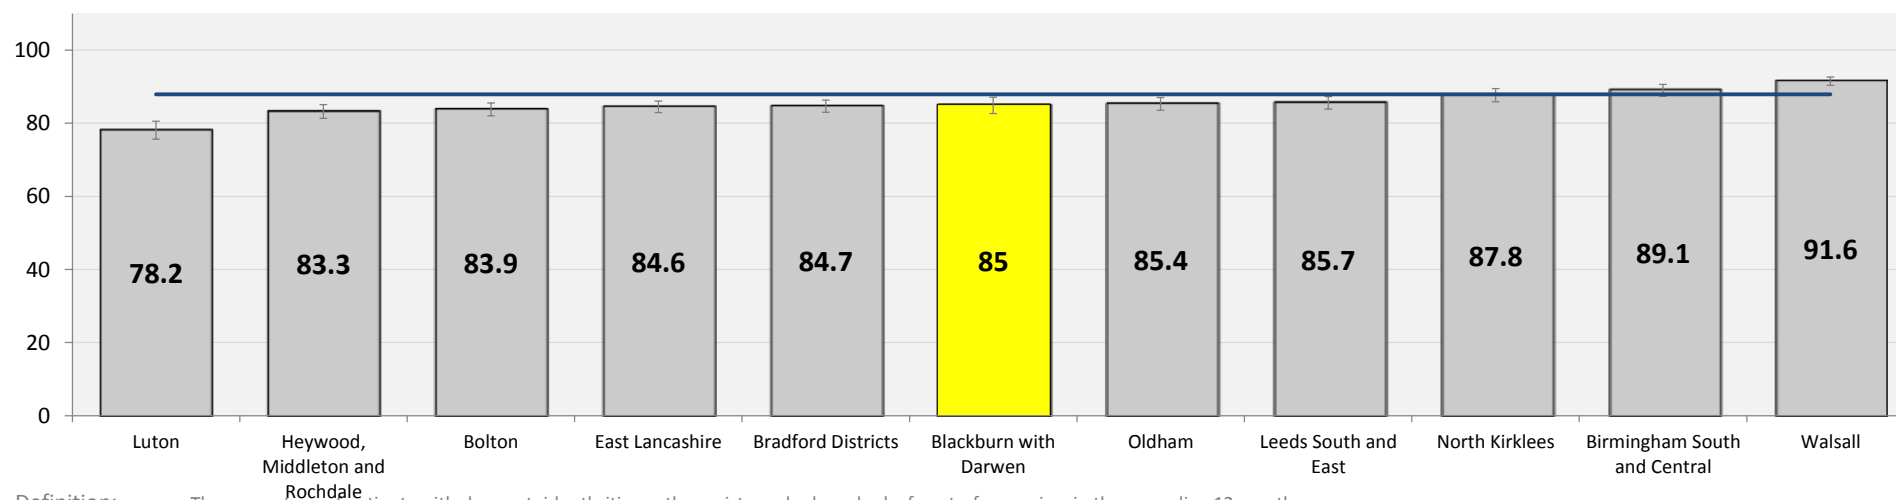 100
80
60
40
20
0
78.2
83.3
83.9
84.6
84.7
85
85.4
85.7
87.8
89.1
91.6
Luton
Heywood,
Middleton and
Rochdale
Bolton
East Lancashire
Bradford Districts
Blackburn with
Darwen
Oldham
Leeds South and
East
North Kirklees
Birmingham South
and Central
Walsall
Definition: